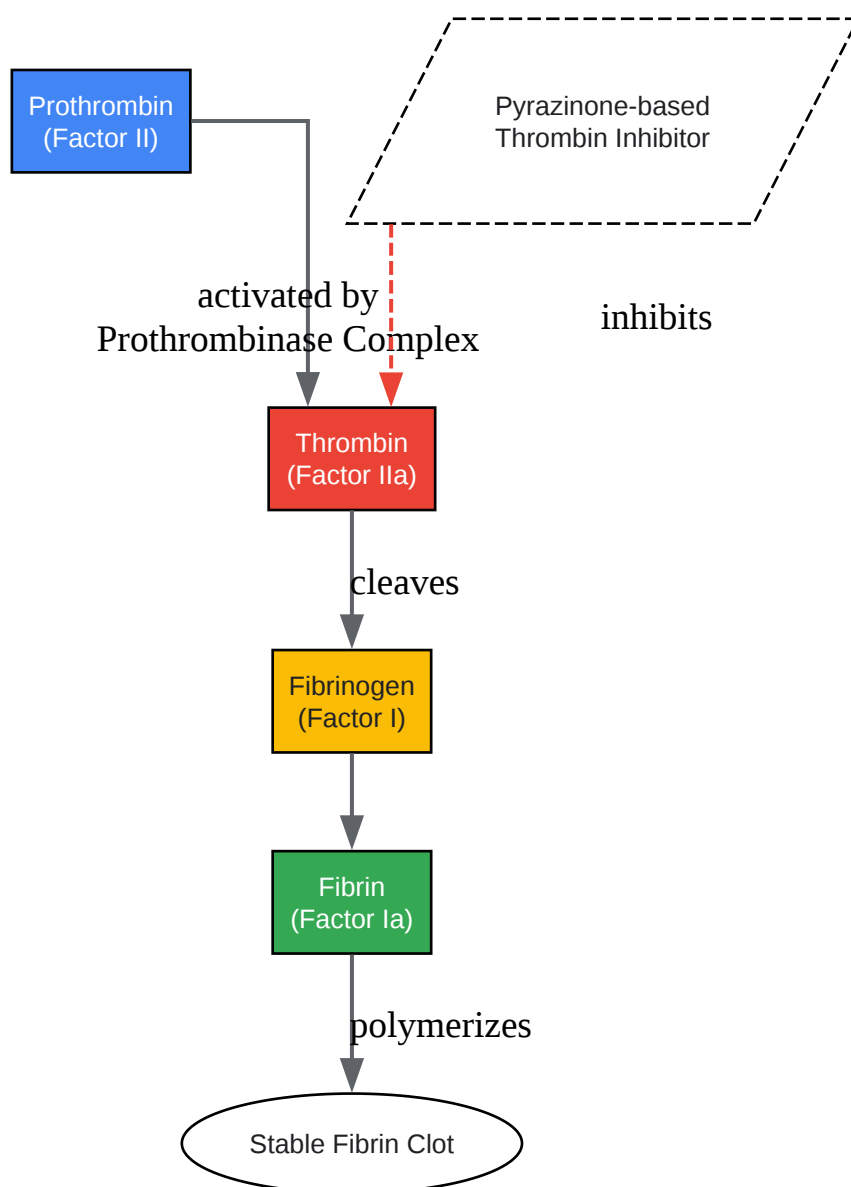 Prothrombin
(Factor II)
Pyrazinone-based
Thrombin Inhibitor
activated by
Prothrombinase Complex
inhibits
Thrombin
(Factor IIa)
cleaves
Fibrinogen
(Factor I)
Fibrin
(Factor Ia)
polymerizes
Stable Fibrin Clot